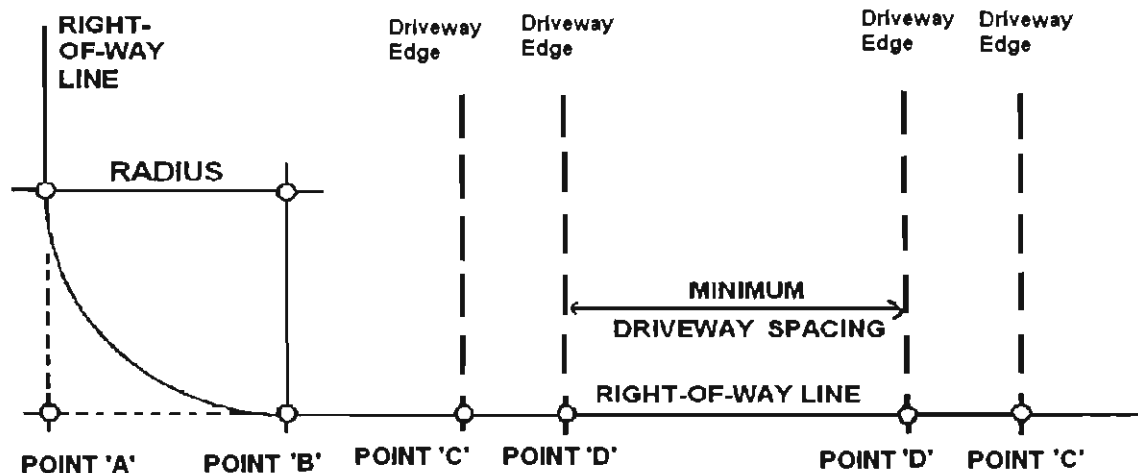 RIGHT-
OF-WAY
LINE
Driveway
Edge
Driveway
Edge
Driveway
Edge
Driveway
Edge
RADIUS
MINIMUM
DRIVEWAY SPACING
RIGHT-OF-WAY LINE
POINT 'A'
POINT 'B'
POINT 'C'
POINT 'D'
POINT 'D'
POINT 'C'